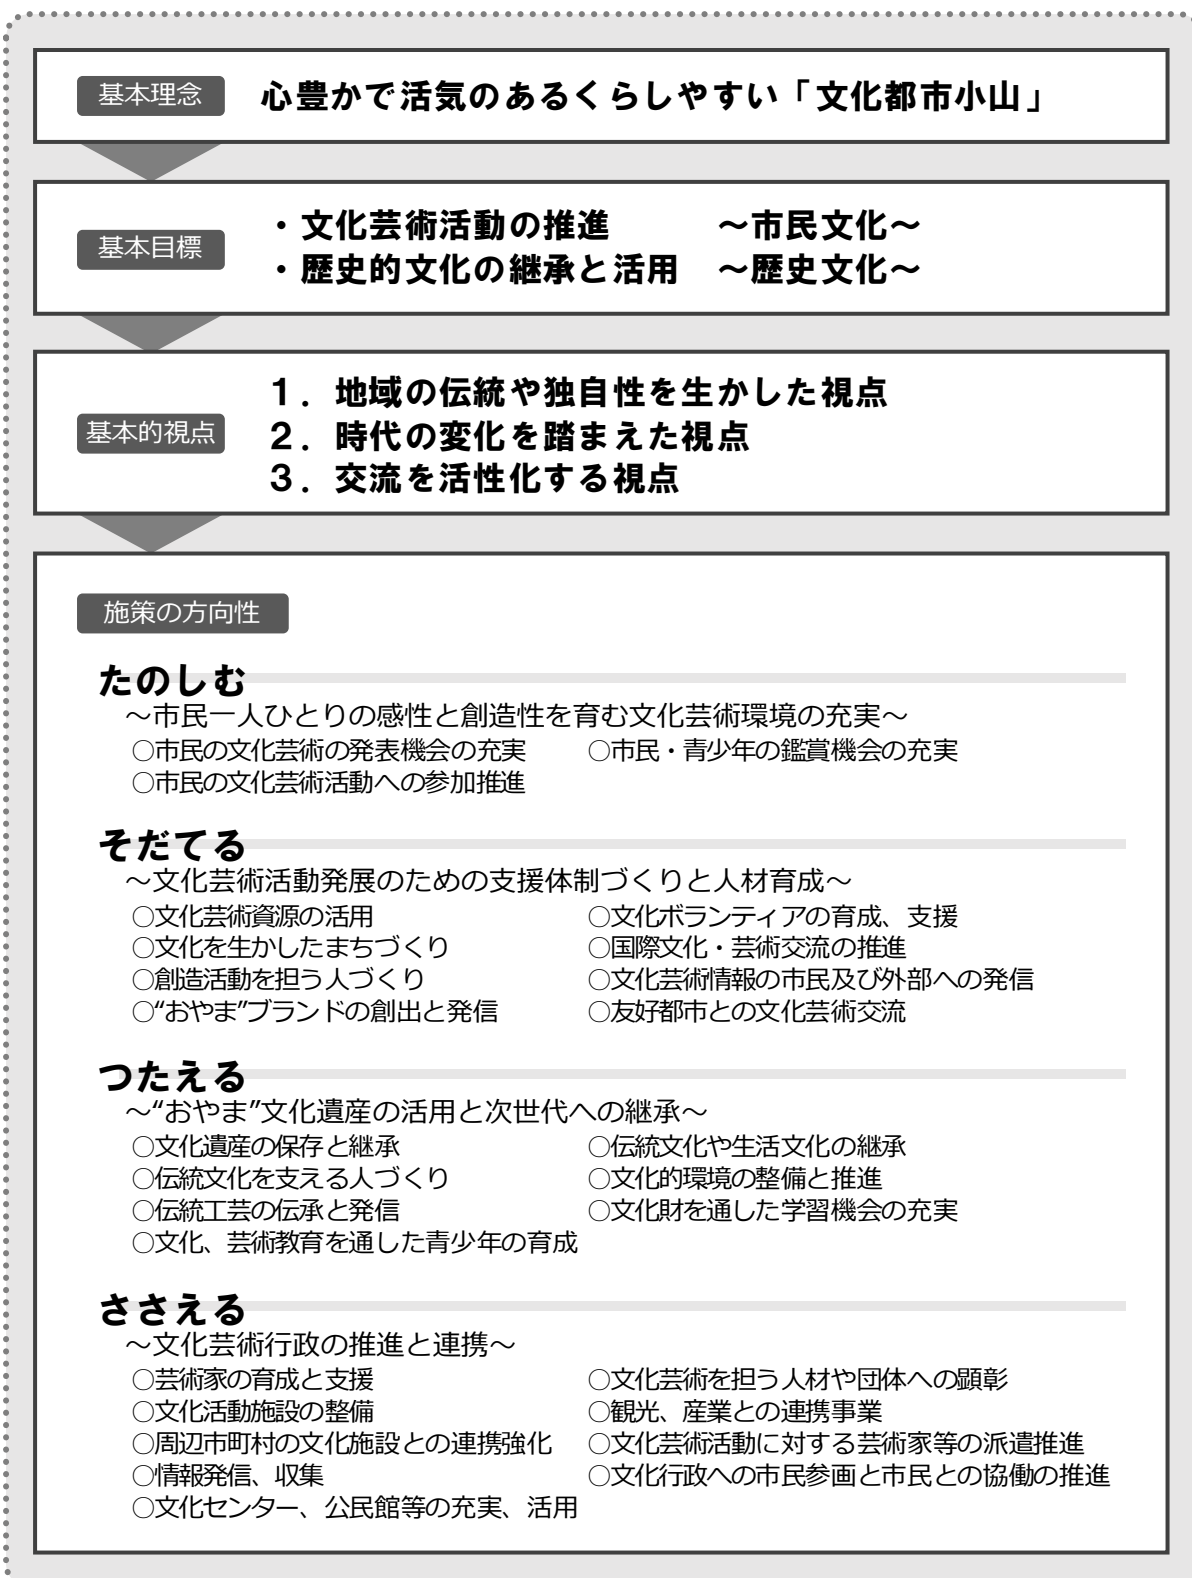 基本理念 心豊かで活気のあるくらしやすい「文化都市小山」
基本目標
・文化芸術活動の推進 ～市民文化～
・歴史的文化の継承と活用 ～歴史文化～
基本的視点
１．地域の伝統や独自性を生かした視点
２．時代の変化を踏まえた視点
３．交流を活性化する視点
施策の方向性
たのしむ
～市民一人ひとりの感性と創造性を育む文化芸術環境の充実～
○市民の文化芸術の発表機会の充実 ○市民・青少年の鑑賞機会の充実
○市民の文化芸術活動への参加推進
そだてる
～文化芸術活動発展のための支援体制づくりと人材育成～
○文化芸術資源の活用 ○文化ボランティアの育成、支援
○文化を生かしたまちづくり ○国際文化・芸術交流の推進
○創造活動を担う人づくり ○文化芸術情報の市民及び外部への発信
○“おやま”ブランドの創出と発信 ○友好都市との文化芸術交流
つたえる
～“おやま”文化遺産の活用と次世代への継承～
○文化遺産の保存と継承 ○伝統文化や生活文化の継承
○伝統文化を支える人づくり ○文化的環境の整備と推進
○伝統工芸の伝承と発信 ○文化財を通した学習機会の充実
○文化、芸術教育を通した青少年の育成
ささえる
～文化芸術行政の推進と連携～
○芸術家の育成と支援 ○文化芸術を担う人材や団体への顕彰
○文化活動施設の整備 ○観光、産業との連携事業
○周辺市町村の文化施設との連携強化 ○文化芸術活動に対する芸術家等の派遣推進
○情報発信、収集 ○文化行政への市民参画と市民との協働の推進
○文化センター、公民館等の充実、活用